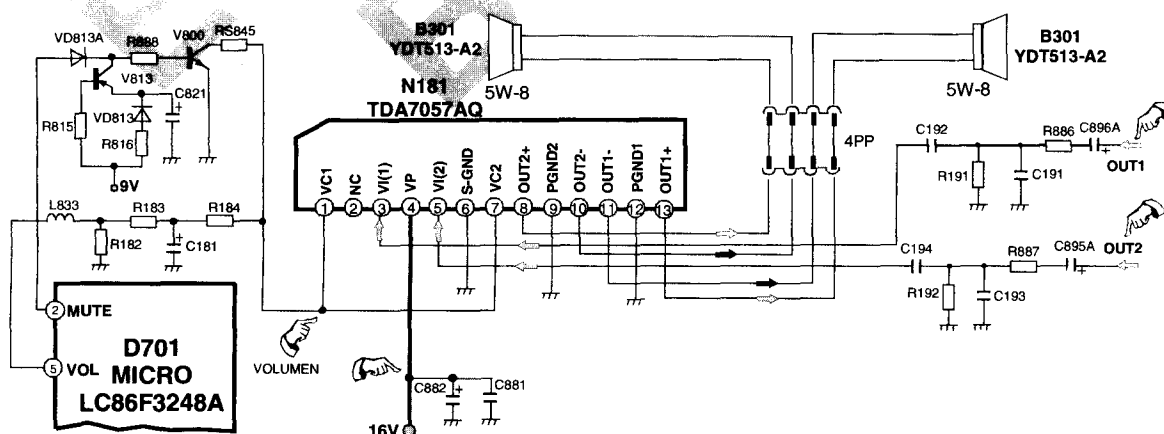 VD813A
R888
V800
RS845
V813
C821
VD813
R815
R816
9V
B301
YDT513-A2
5W-8
B301
YDT513-A2
5W-8
N181
TDA7057AQ
4PP
VC1
NC
VI(1)
VP
VI(2)
S-GND
VC2
OUT2+
PGND2
OUT2-
OUT1-
PGND1
OUT1+
1
2
3
4
5
6
7
8
9
10
11
12
13
C192
R886
C896A
R191
C191
OUT1
C194
R887
C895A
R192
C193
OUT2
L833
R183
R184
R182
C181
2
MUTE
5
VOL
D701
MICRO
LC86F3248A
VOLUMEN
C882
C881
16V